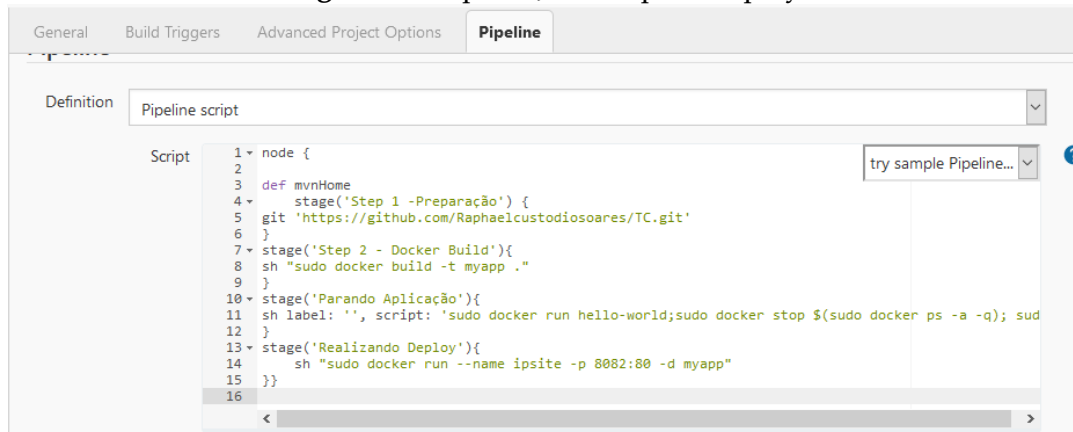 General Build Triggers Advanced Project Options Pipeline
Definition Pipeline script
Script
try sample Pipeline...
1 node {
2
3 def mvnHome
4 stage('Step 1 -Preparação') {
5 git 'https://github.com/Raphaelcustodiosoares/TC.git'
6 }
7 stage('Step 2 - Docker Build'){
8 sh "sudo docker build -t myapp ."
9 }
10 stage('Parando Aplicação'){
11 sh label: '', script: 'sudo docker run hello-world;sudo docker stop $(sudo docker ps -a -q); sud
12 }
13 stage('Realizando Deploy'){
14 sh "sudo docker run --name ipsite -p 8082:80 -d myapp"
15 }}
16